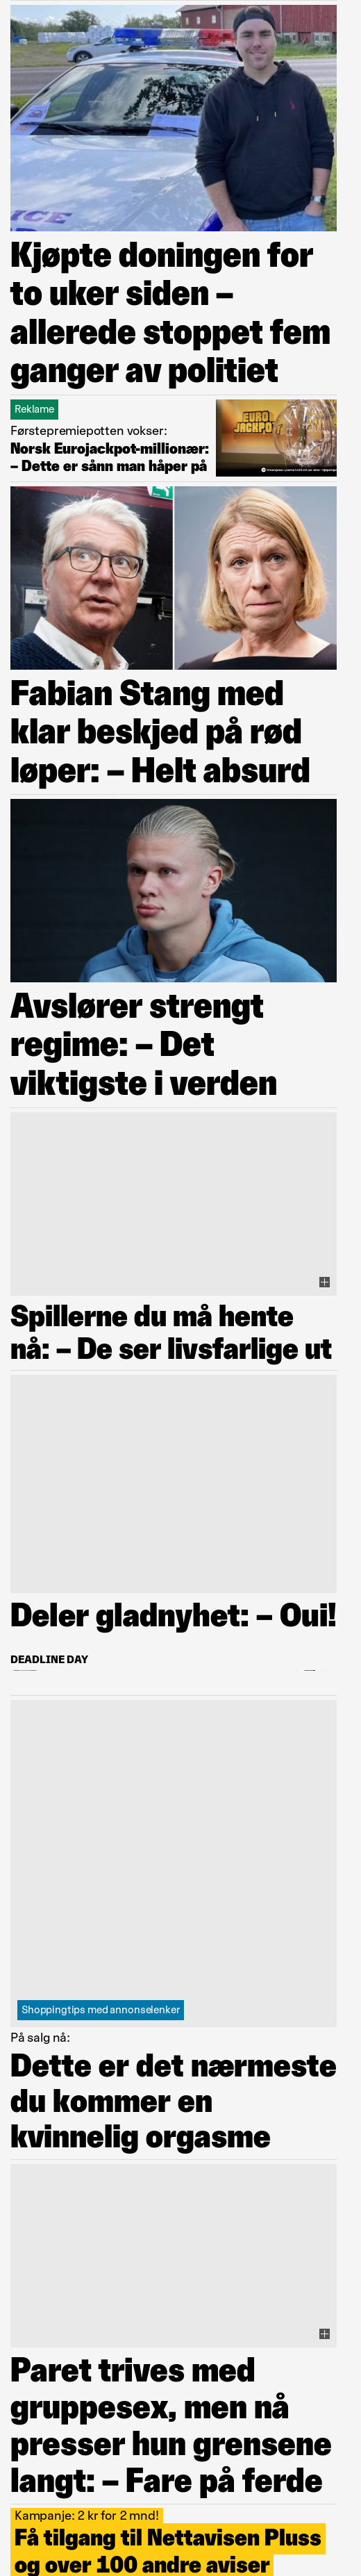 ICE
Kjøpte doningen for
to uker siden –
allerede stoppet fem
ganger av politiet
Reklame
Førstepremiepotten vokser:
Norsk Eurojackpot-millionær:
– Dette er sånn man håper på
EURO
JACKPOT
Fabian Stang med
klar beskjed på rød
løper: – Helt absurd
Avslører strengt
regime: – Det
viktigste i verden
Spillerne du må hente
nå: – De ser livsfarlige ut
Deler gladnyhet: – Oui!
DEADLINE DAY
Shoppingtips med annonselenker
På salg nå:
Dette er det nærmeste
du kommer en
kvinnelig orgasme
Paret trives med
gruppesex, men nå
presser hun grensene
langt: – Fare på ferde
Kampanje: 2 kr for 2 mnd!
Få tilgang til Nettavisen Pluss
og over 100 andre aviser